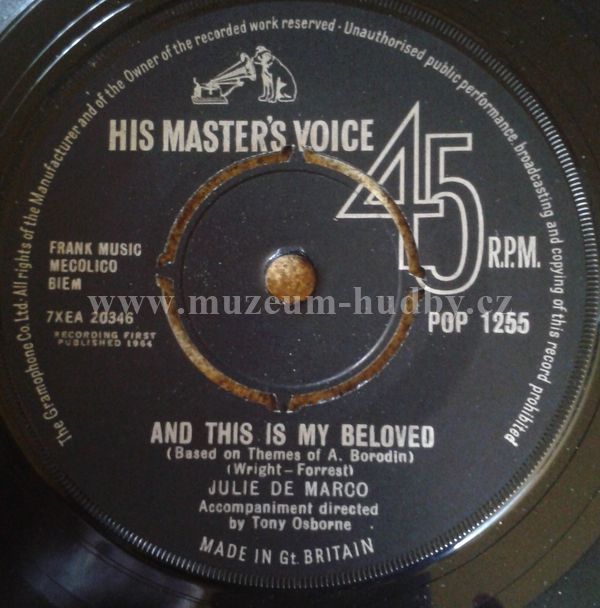 The Gramophone Co. Ltd. All rights of the Manufacturer and of the Owner of the recorded work reserved - Unauthorised public performance, broadcasting and copying of this record prohibited
HIS MASTER'S VOICE
45
R.P.M.
FRANK MUSIC
MECOLICO
BIEM
7XEA 20346
POP 1255
RECORDING FIRST
PUBLISHED 1964
www.muzeum-hudby.cz
AND THIS IS MY BELOVED
(Based on Themes of A. Borodin)
(Wright-Forrest)
JULIE DE MARCO
Accompaniment directed
by Tony Osborne
MADE IN Gt. BRITAIN